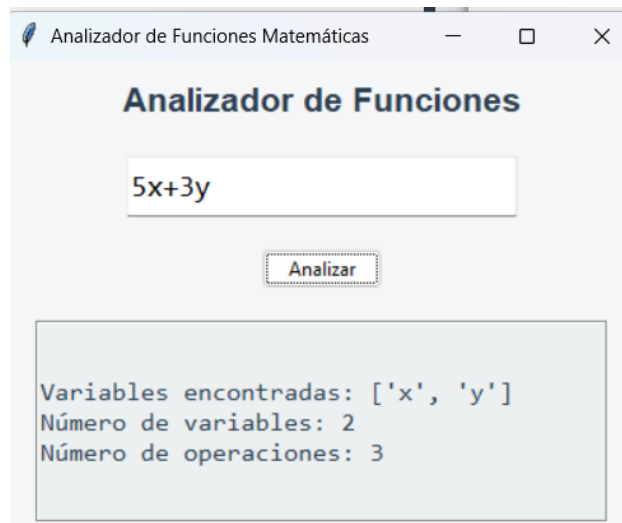 Analizador de Funciones Matemáticas
Analizador de Funciones
5x+3y
Analizar
Variables encontradas: ['x', 'y']
Número de variables: 2
Número de operaciones: 3